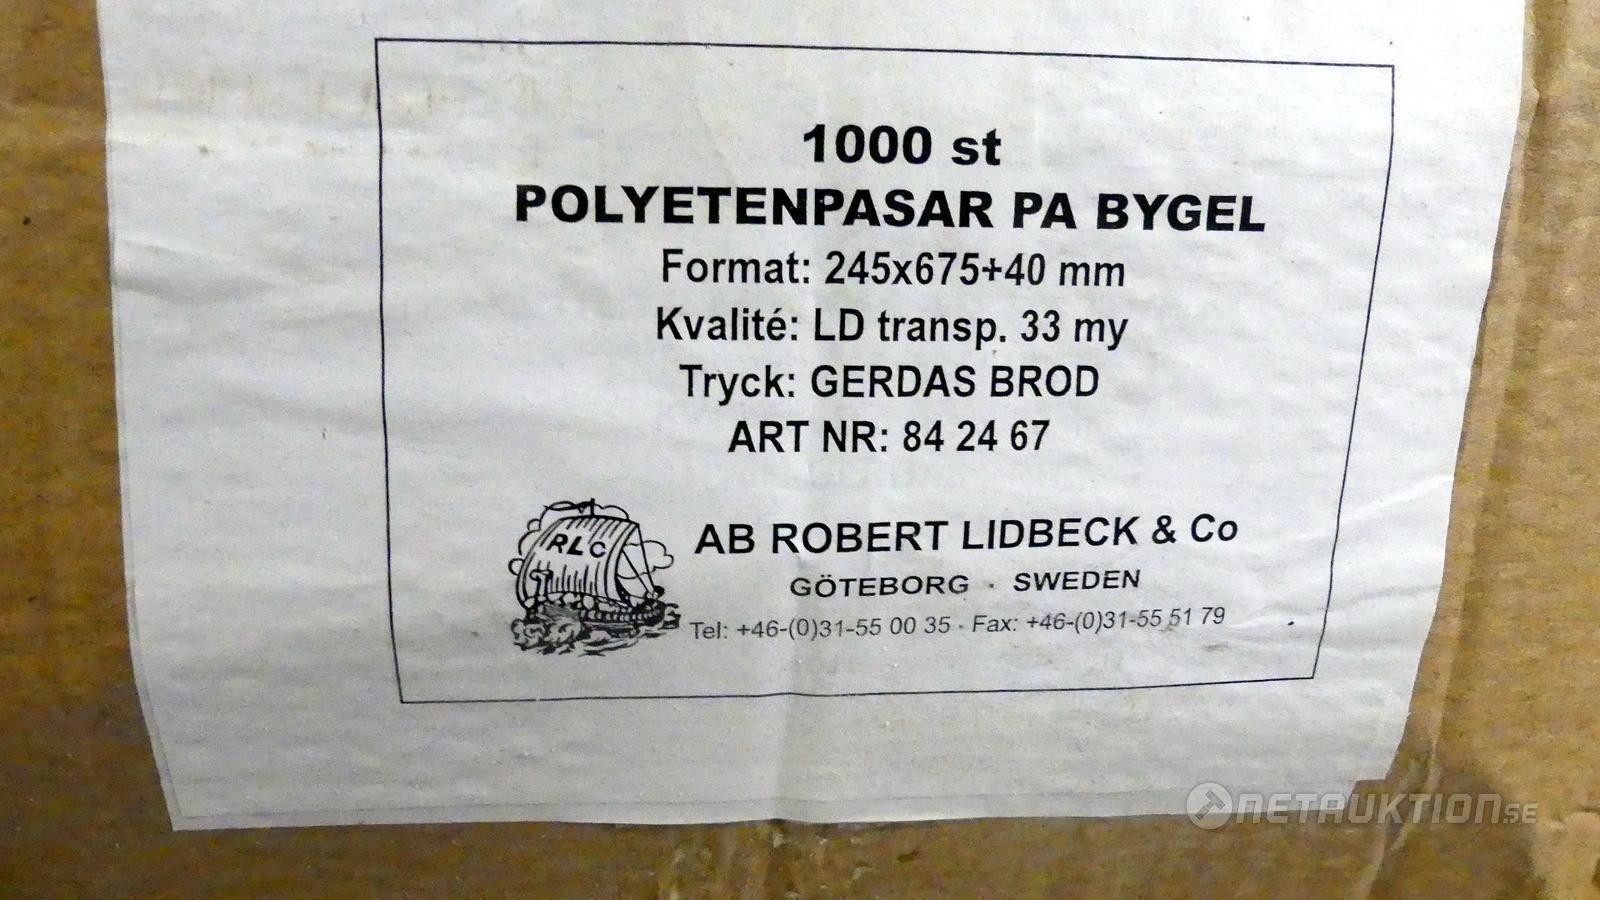 1000 st
POLYETENPASAR PA BYGEL
Format: 245x675+40 mm
Kvalité: LD transp. 33 my
Tryck: GERDAS BROD
ART NR: 84 24 67
RLC
AB ROBERT LIDBECK & Co
GÖTEBORG · SWEDEN
Tel: +46-(0)31-55 00 35 · Fax: +46-(0)31-55 51 79
NETAUKTION.SE